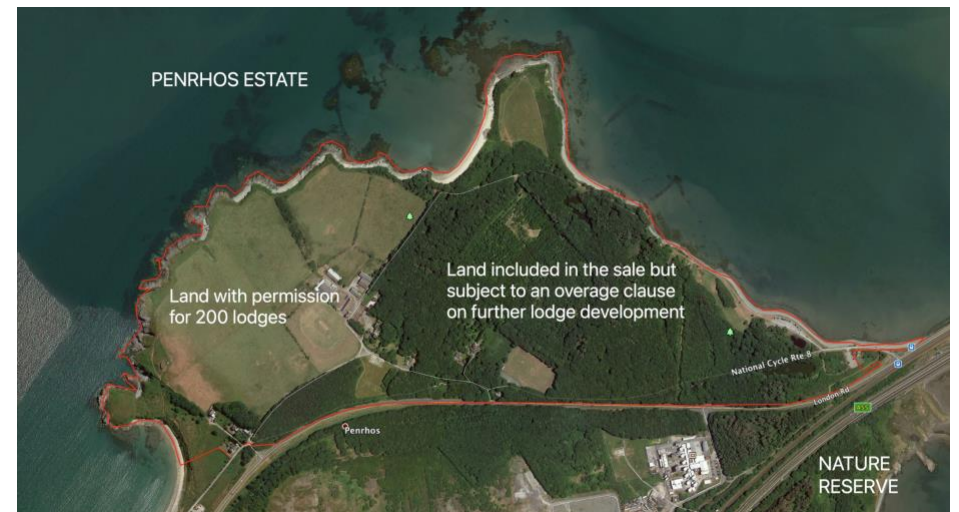 PENRHOS ESTATE
Land with permission
for 200 lodges
Land included in the sale but
subject to an overage clause
on further lodge development
National Cycle Rte 8
London Rd
Penrhos
A55
NATURE
RESERVE